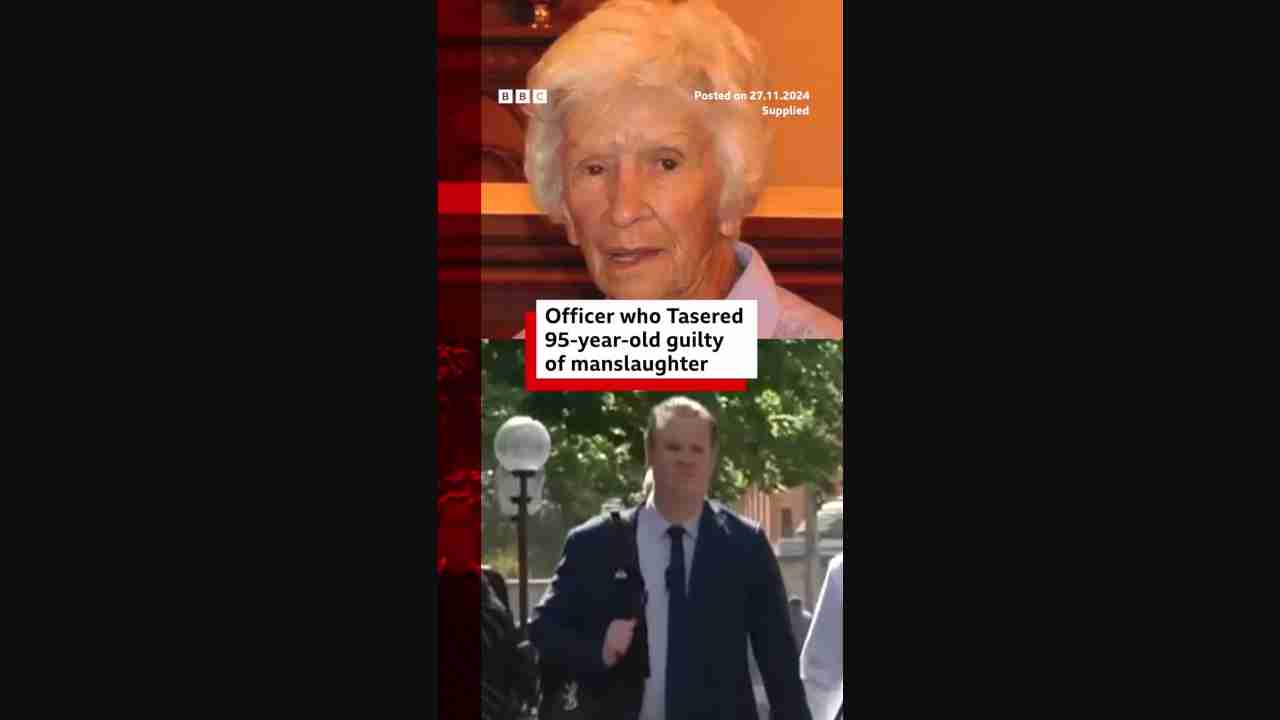 BBC
Posted on 27.11.2024
Supplied
Officer who Tasered
95-year-old guilty
of manslaughter